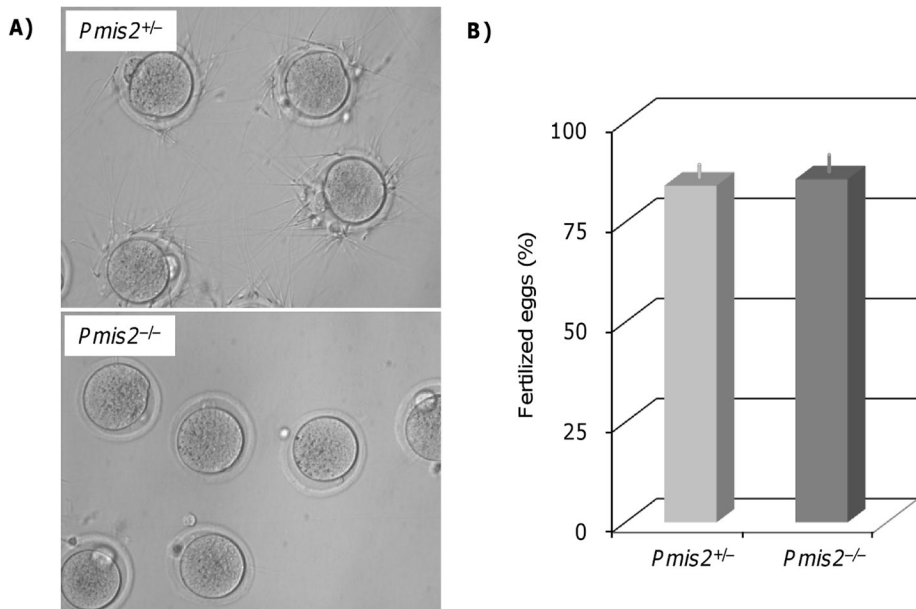 A)
Pmis2+/–
Pmis2–/–
B)
Fertilized eggs (%)
100
75
50
25
0
Pmis2+/–
Pmis2–/–